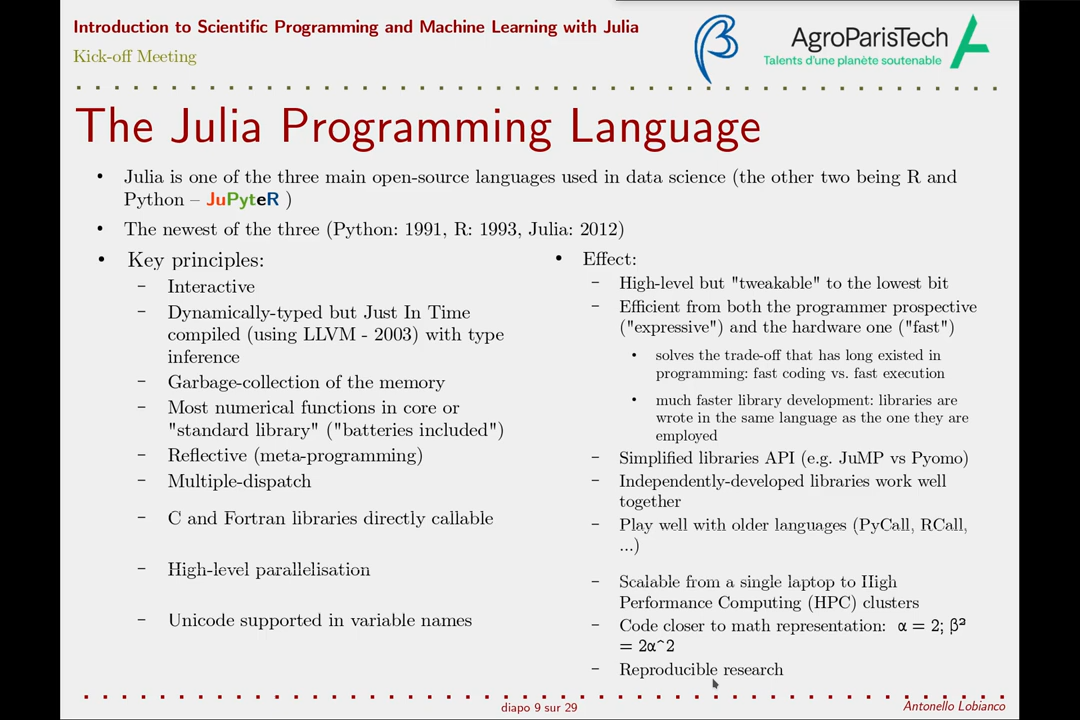 Introduction to Scientific Programming and Machine Learning with Julia
Kick-off Meeting
AgroParisTech
Talents d'une planète soutenable
The Julia Programming Language
• Julia is one of the three main open-source languages used in data science (the other two being R and
Python – JuPyteR )
• The newest of the three (Python: 1991, R: 1993, Julia: 2012)
• Key principles:
– Interactive
– Dynamically-typed but Just In Time
compiled (using LLVM - 2003) with type
inference
– Garbage-collection of the memory
– Most numerical functions in core or
"standard library" ("batteries included")
– Reflective (meta-programming)
– Multiple-dispatch
– C and Fortran libraries directly callable
– High-level parallelisation
– Unicode supported in variable names
• Effect:
– High-level but "tweakable" to the lowest bit
– Efficient from both the programmer prospective
("expressive") and the hardware one ("fast")
• solves the trade-off that has long existed in
programming: fast coding vs. fast execution
• much faster library development: libraries are
wrote in the same language as the one they are
employed
– Simplified libraries API (e.g. JuMP vs Pyomo)
– Independently-developed libraries work well
together
– Play well with older languages (PyCall, RCall,
...)
– Scalable from a single laptop to High
Performance Computing (HPC) clusters
– Code closer to math representation: α = 2; β²
= 2α^2
– Reproducible research
diapo 9 sur 29
Antonello Lobianco